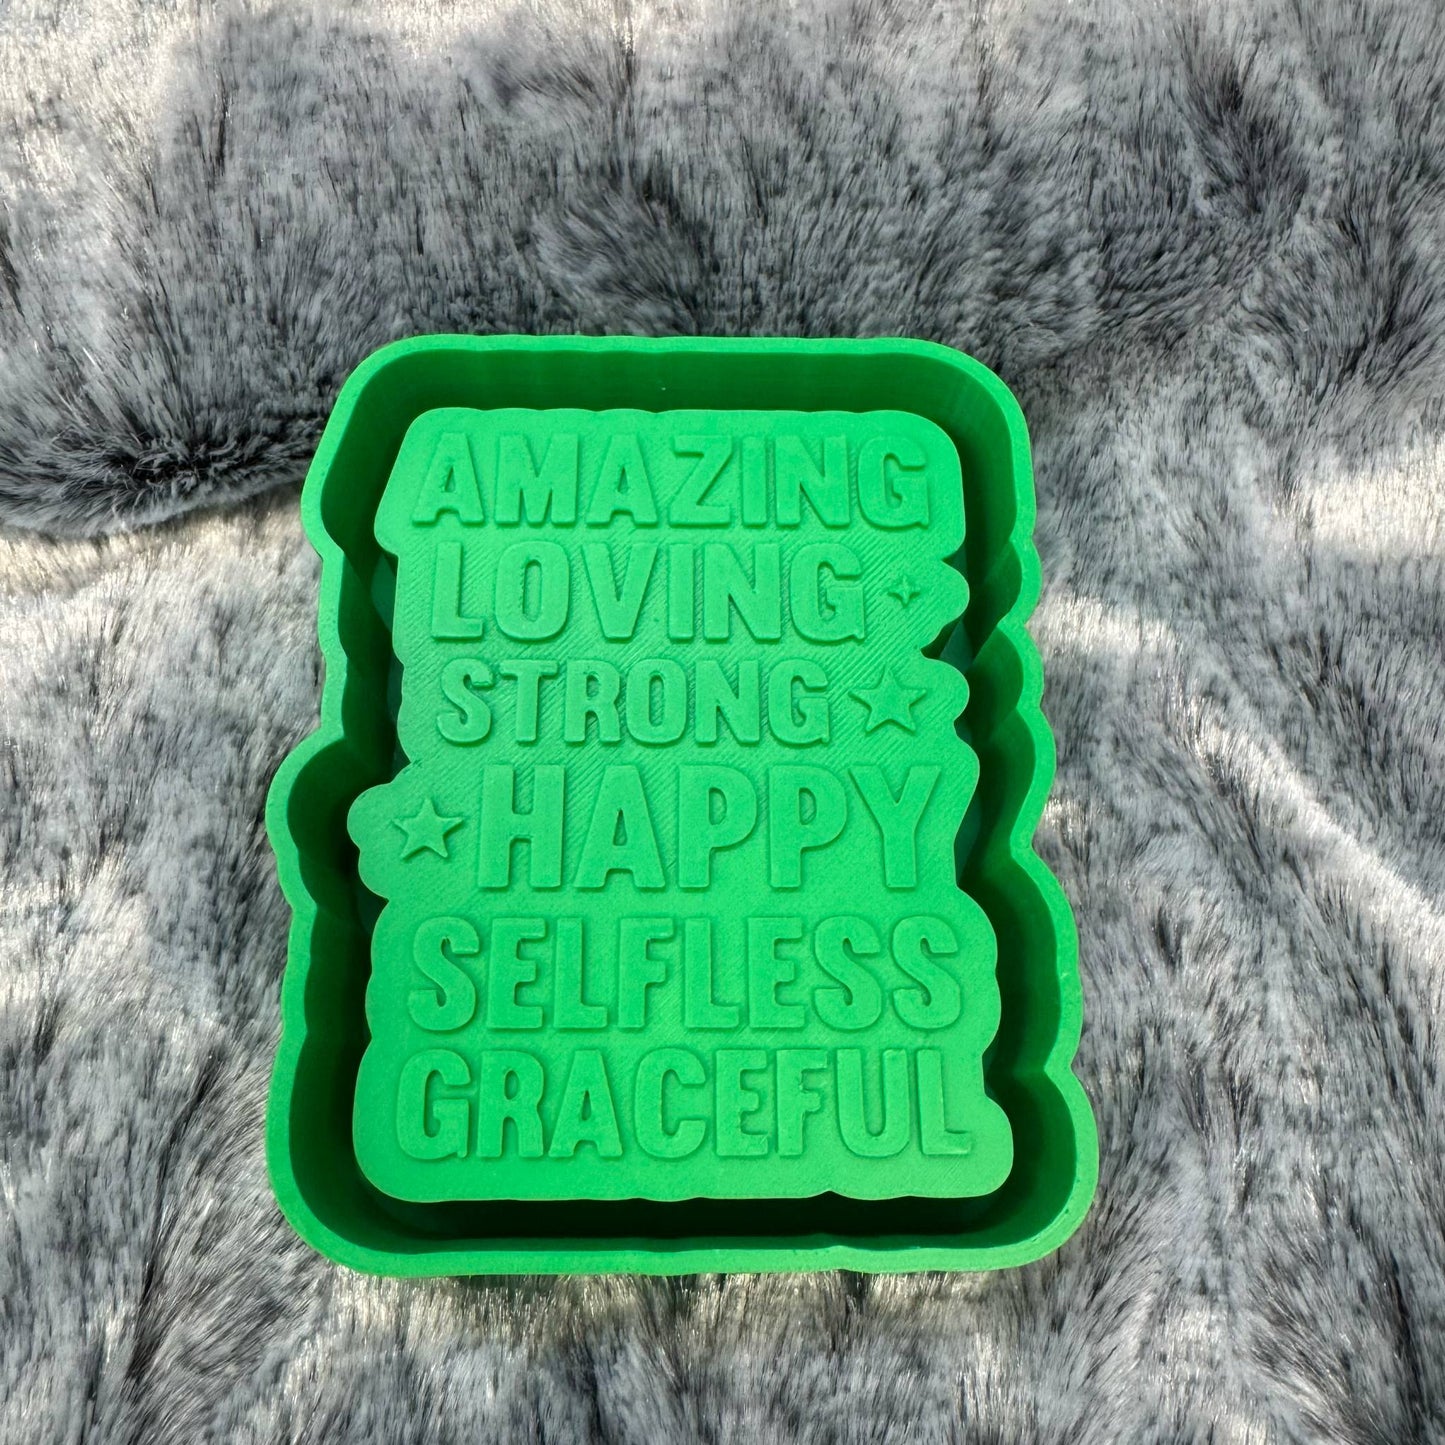 AMAZING
LOVING
STRONG
HAPPY
SELFLESS
GRACEFUL